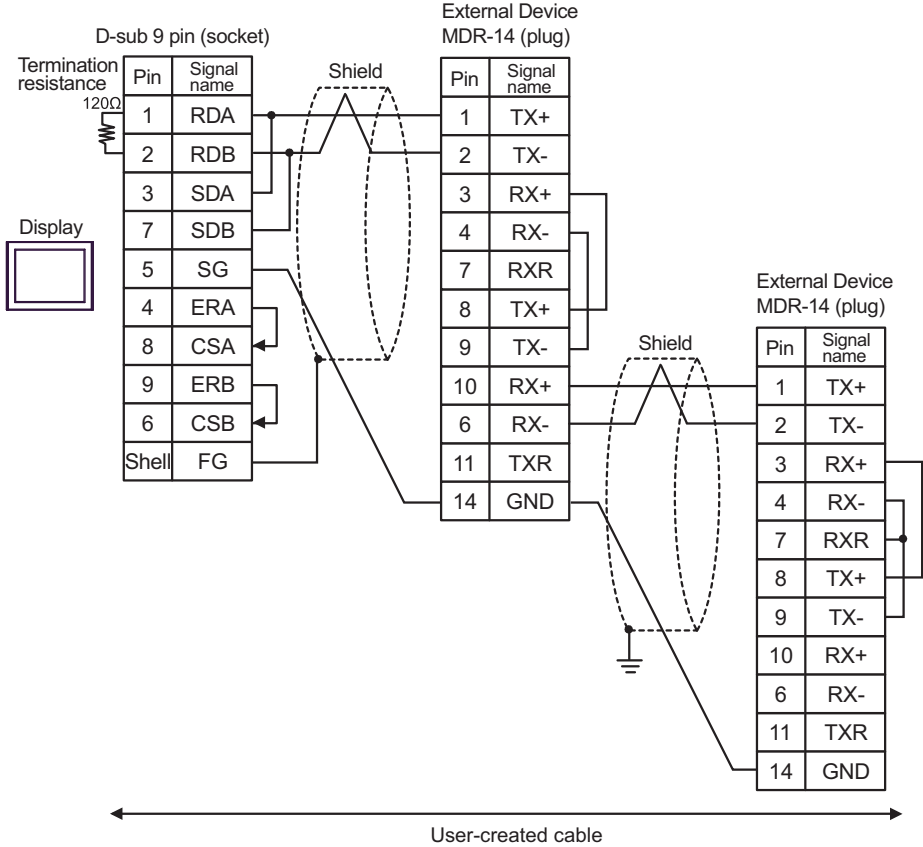 External Device
MDR-14 (plug)
D-sub 9 pin (socket)
Termination
resistance
120Ω
Display
Shield
Pin Signal name
1 RDA
2 RDB
3 SDA
7 SDB
5 SG
4 ERA
8 CSA
9 ERB
6 CSB
Shell FG
Pin Signal name
1 TX+
2 TX-
3 RX+
4 RX-
7 RXR
8 TX+
9 TX-
10 RX+
6 RX-
11 TXR
14 GND
Shield
External Device
MDR-14 (plug)
Pin Signal name
1 TX+
2 TX-
3 RX+
4 RX-
7 RXR
8 TX+
9 TX-
10 RX+
6 RX-
11 TXR
14 GND
User-created cable